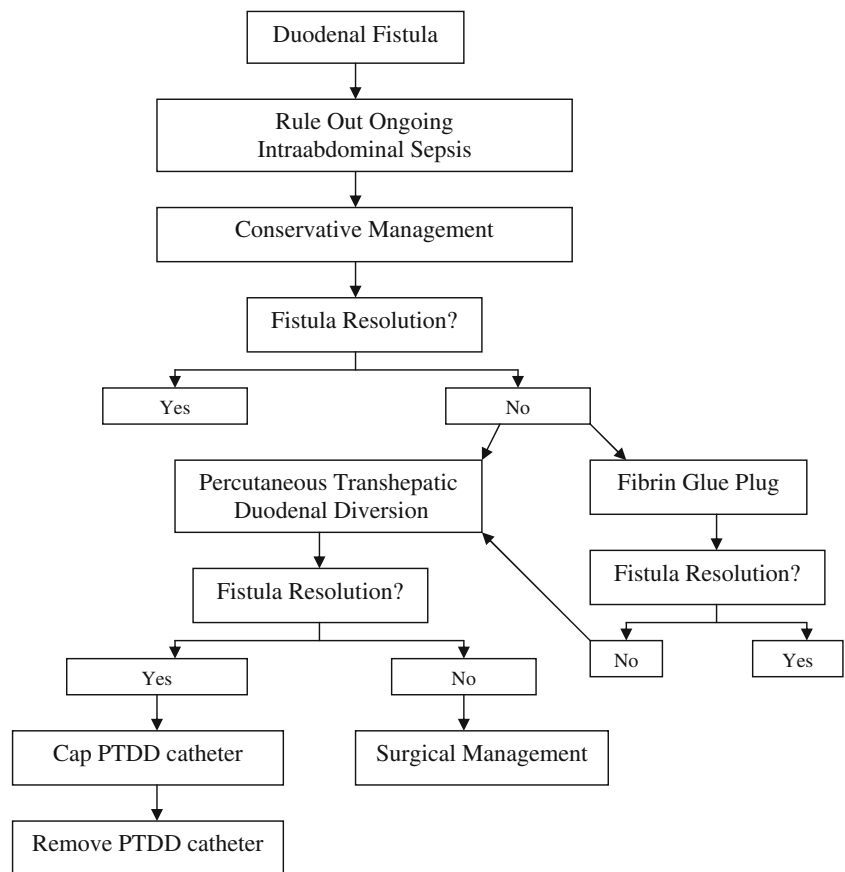 Duodenal Fistula
Rule Out Ongoing
Intraabdominal Sepsis
Conservative Management
Fistula Resolution?
Yes
No
Percutaneous Transhepatic
Duodenal Diversion
Fibrin Glue Plug
Fistula Resolution?
Fistula Resolution?
No
Yes
Yes
No
Cap PTDD catheter
Surgical Management
Remove PTDD catheter